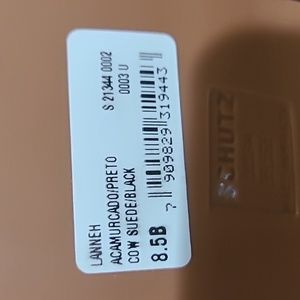 S 21344 0002
0003 U
LANNEH
ACAMURCADO/PRETO
COW SUEDE/BLACK
8.5B
7 909829 319443
SCHUTZ